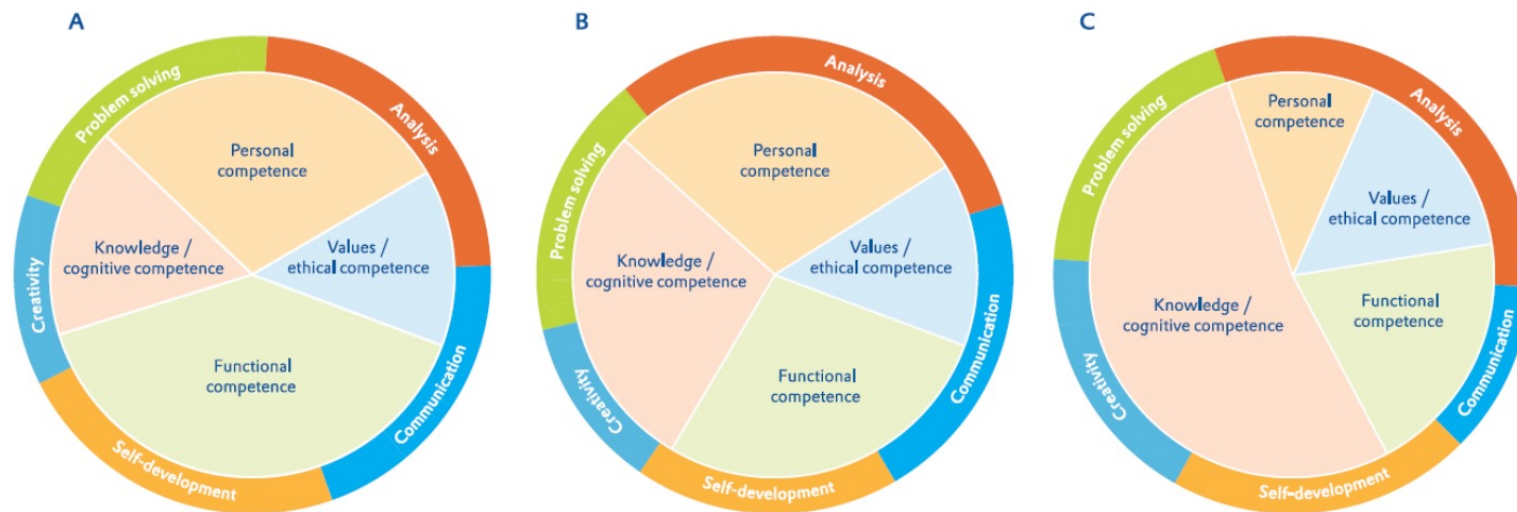 A
Problem solving
Analysis
Personal
competence
Knowledge /
cognitive competence
Values /
ethical competence
Creativity
Functional
competence
Communication
Self-development
B
Analysis
Problem solving
Personal
competence
Knowledge /
cognitive competence
Values /
ethical competence
Functional
competence
Communication
Creativity
Self-development
C
Problem solving
Analysis
Personal
competence
Values /
ethical competence
Knowledge /
cognitive competence
Functional
competence
Creativity
Communication
Self-development